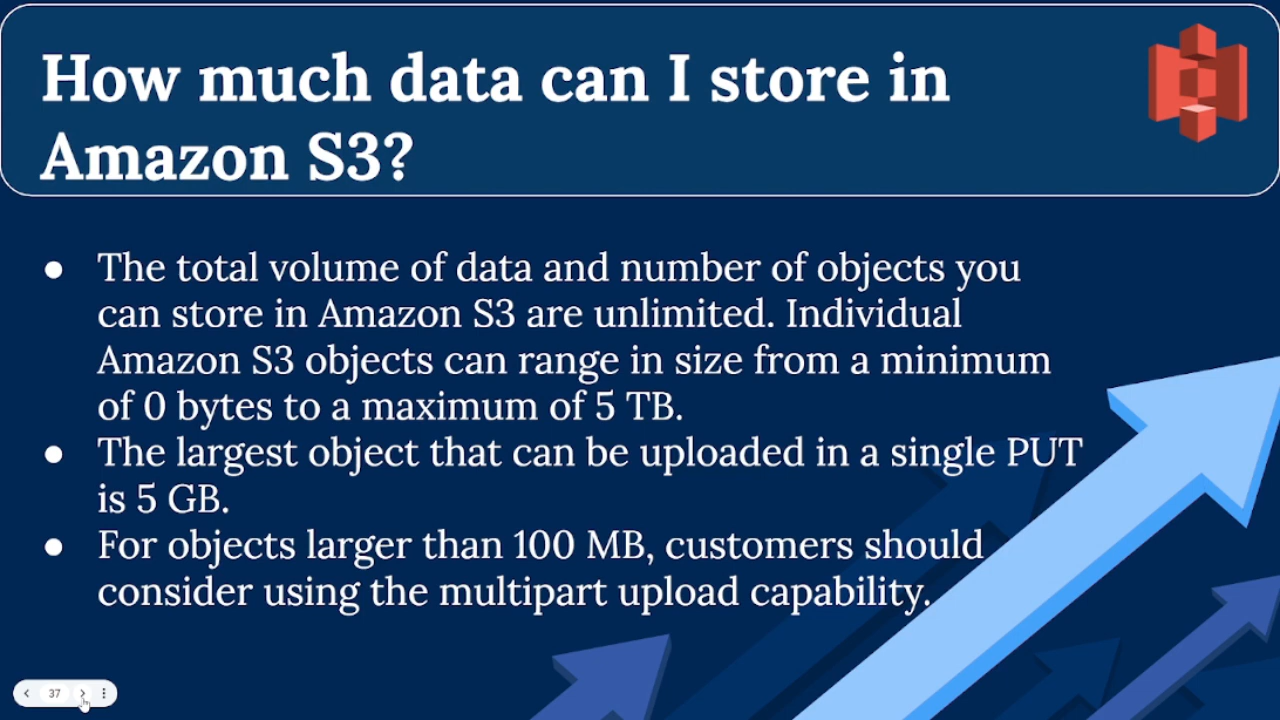 How much data can I store in
Amazon S3?
● The total volume of data and number of objects you
can store in Amazon S3 are unlimited. Individual
Amazon S3 objects can range in size from a minimum
of 0 bytes to a maximum of 5 TB.
● The largest object that can be uploaded in a single PUT
is 5 GB.
● For objects larger than 100 MB, customers should
consider using the multipart upload capability.
37